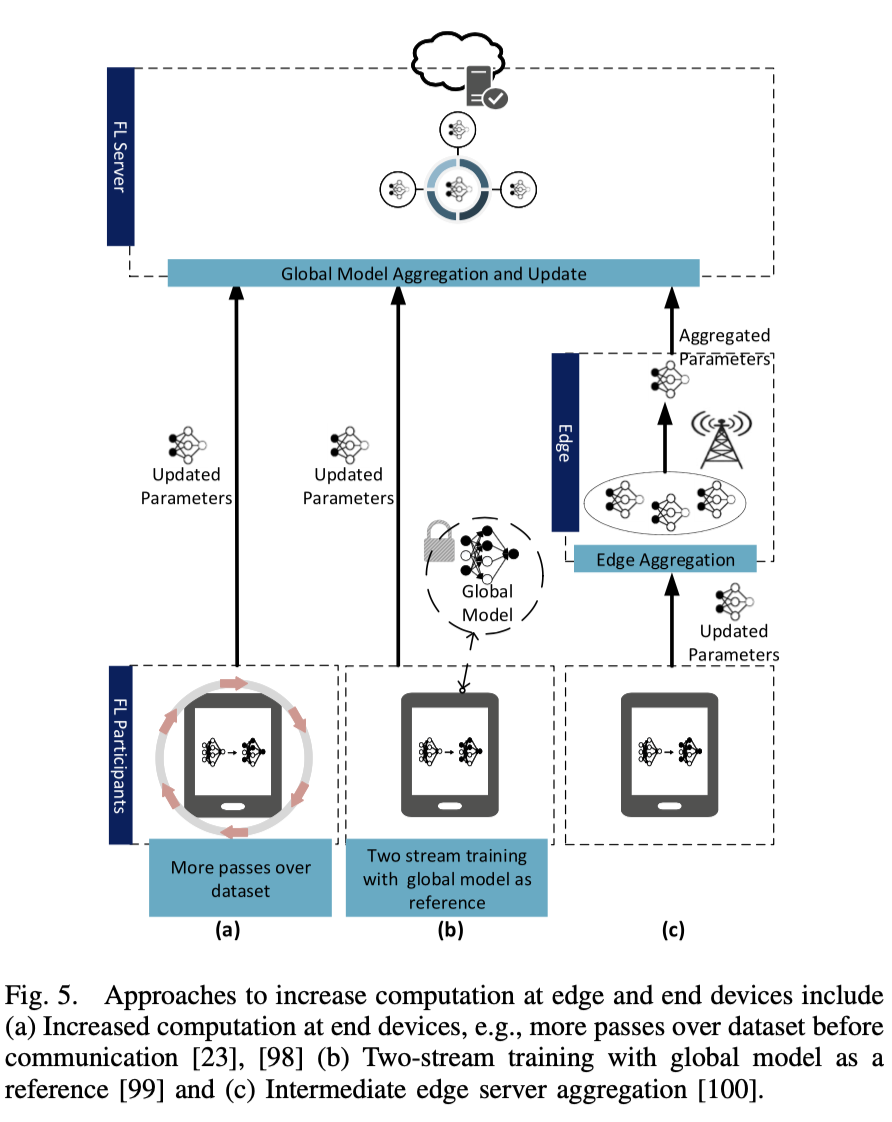 FL Server
Global Model Aggregation and Update
Aggregated
Parameters
Edge
Updated
Parameters
Updated
Parameters
Global
Model
Edge Aggregation
Updated
Parameters
FL Participants
More passes over
dataset
Two stream training
with global model as
reference
(a)
(b)
(c)
Fig. 5. Approaches to increase computation at edge and end devices include
(a) Increased computation at end devices, e.g., more passes over dataset before
communication [23], [98] (b) Two-stream training with global model as a
reference [99] and (c) Intermediate edge server aggregation [100].